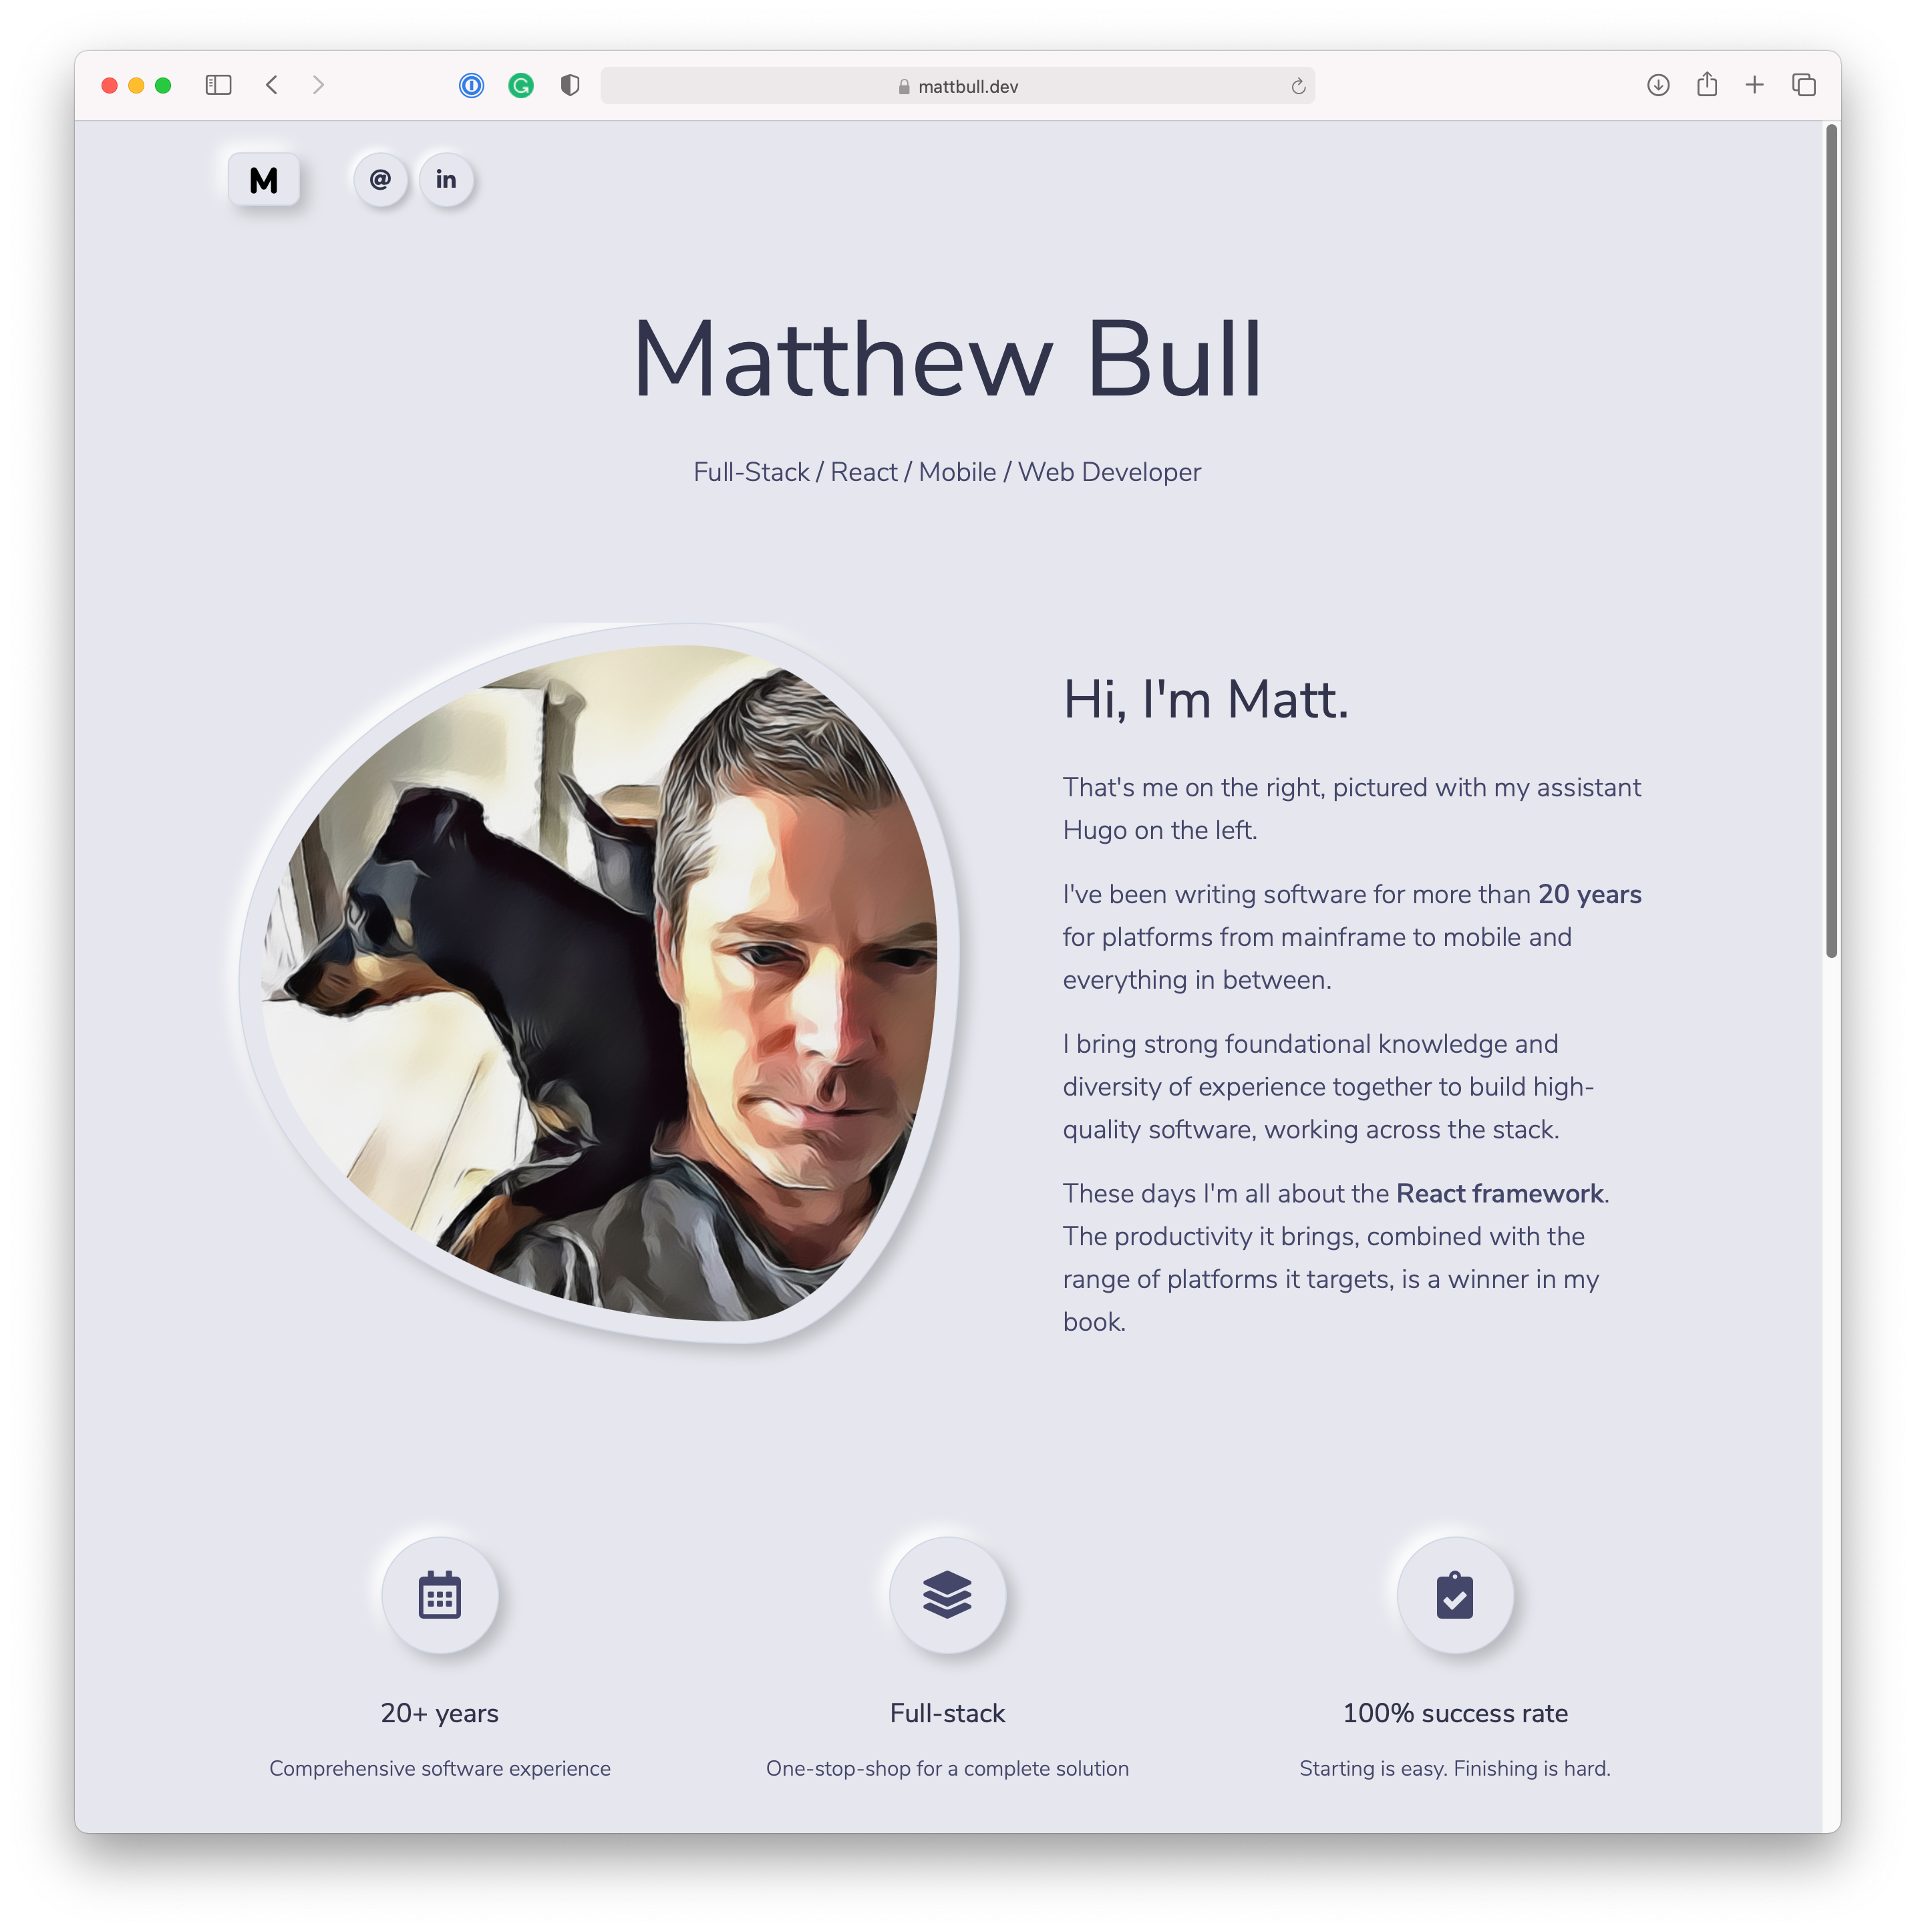 mattbull.dev
M
@ in
Matthew Bull
Full-Stack / React / Mobile / Web Developer
Hi, I'm Matt.
That's me on the right, pictured with my assistant
Hugo on the left.
I've been writing software for more than 20 years
for platforms from mainframe to mobile and
everything in between.
I bring strong foundational knowledge and
diversity of experience together to build high-
quality software, working across the stack.
These days I'm all about the React framework.
The productivity it brings, combined with the
range of platforms it targets, is a winner in my
book.
20+ years
Comprehensive software experience
Full-stack
One-stop-shop for a complete solution
100% success rate
Starting is easy. Finishing is hard.